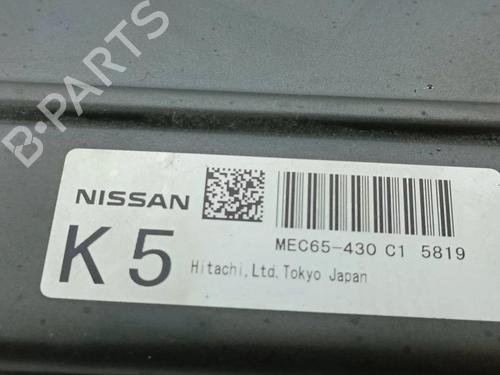 B-PARTS
NISSAN
MEC65-430 C1 5819
K5
Hitachi,Ltd.Tokyo Japan